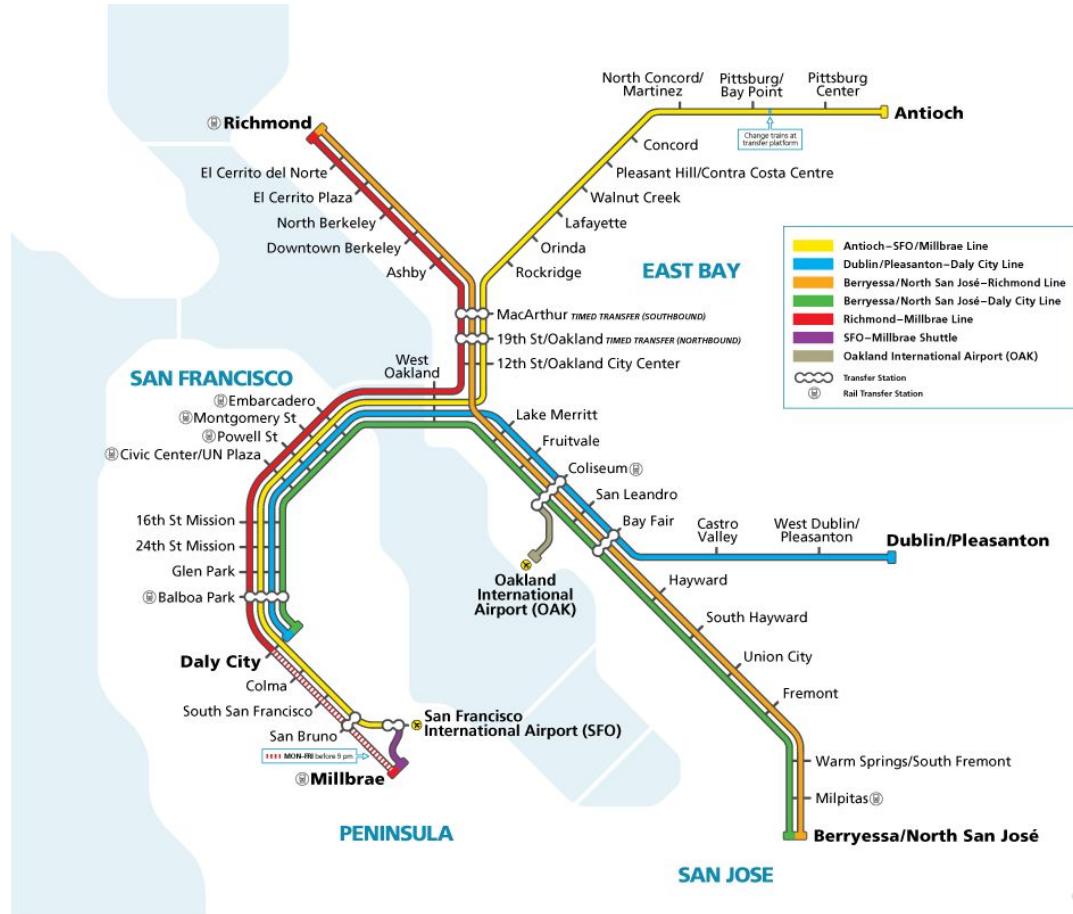 Richmond
El Cerrito del Norte
El Cerrito Plaza
North Berkeley
Downtown Berkeley
Ashby
North Concord/
Martinez
Pittsburg/
Bay Point
Pittsburg
Center
Antioch
Change trains at
transfer platform
Concord
Pleasant Hill/Contra Costa Centre
Walnut Creek
Lafayette
Orinda
Rockridge
EAST BAY
MacArthur TIMED TRANSFER (SOUTHBOUND)
19th St/Oakland TIMED TRANSFER (NORTHBOUND)
12th St/Oakland City Center
Antioch–SFO/Millbrae Line
Dublin/Pleasanton–Daly City Line
Berryessa/North San José–Richmond Line
Berryessa/North San José–Daly City Line
Richmond–Millbrae Line
SFO–Millbrae Shuttle
Oakland International Airport (OAK)
Transfer Station
Rail Transfer Station
SAN FRANCISCO
West
Oakland
Embarcadero
Montgomery St
Powell St
Civic Center/UN Plaza
16th St Mission
24th St Mission
Glen Park
Balboa Park
Daly City
Colma
South San Francisco
San Bruno
MON-FRI before 9 pm
Millbrae
San Francisco
International Airport (SFO)
PENINSULA
Lake Merritt
Fruitvale
Coliseum
San Leandro
Bay Fair
Oakland
International
Airport (OAK)
Castro
Valley
West Dublin/
Pleasanton
Dublin/Pleasanton
Hayward
South Hayward
Union City
Fremont
Warm Springs/South Fremont
Milpitas
Berryessa/North San José
SAN JOSE